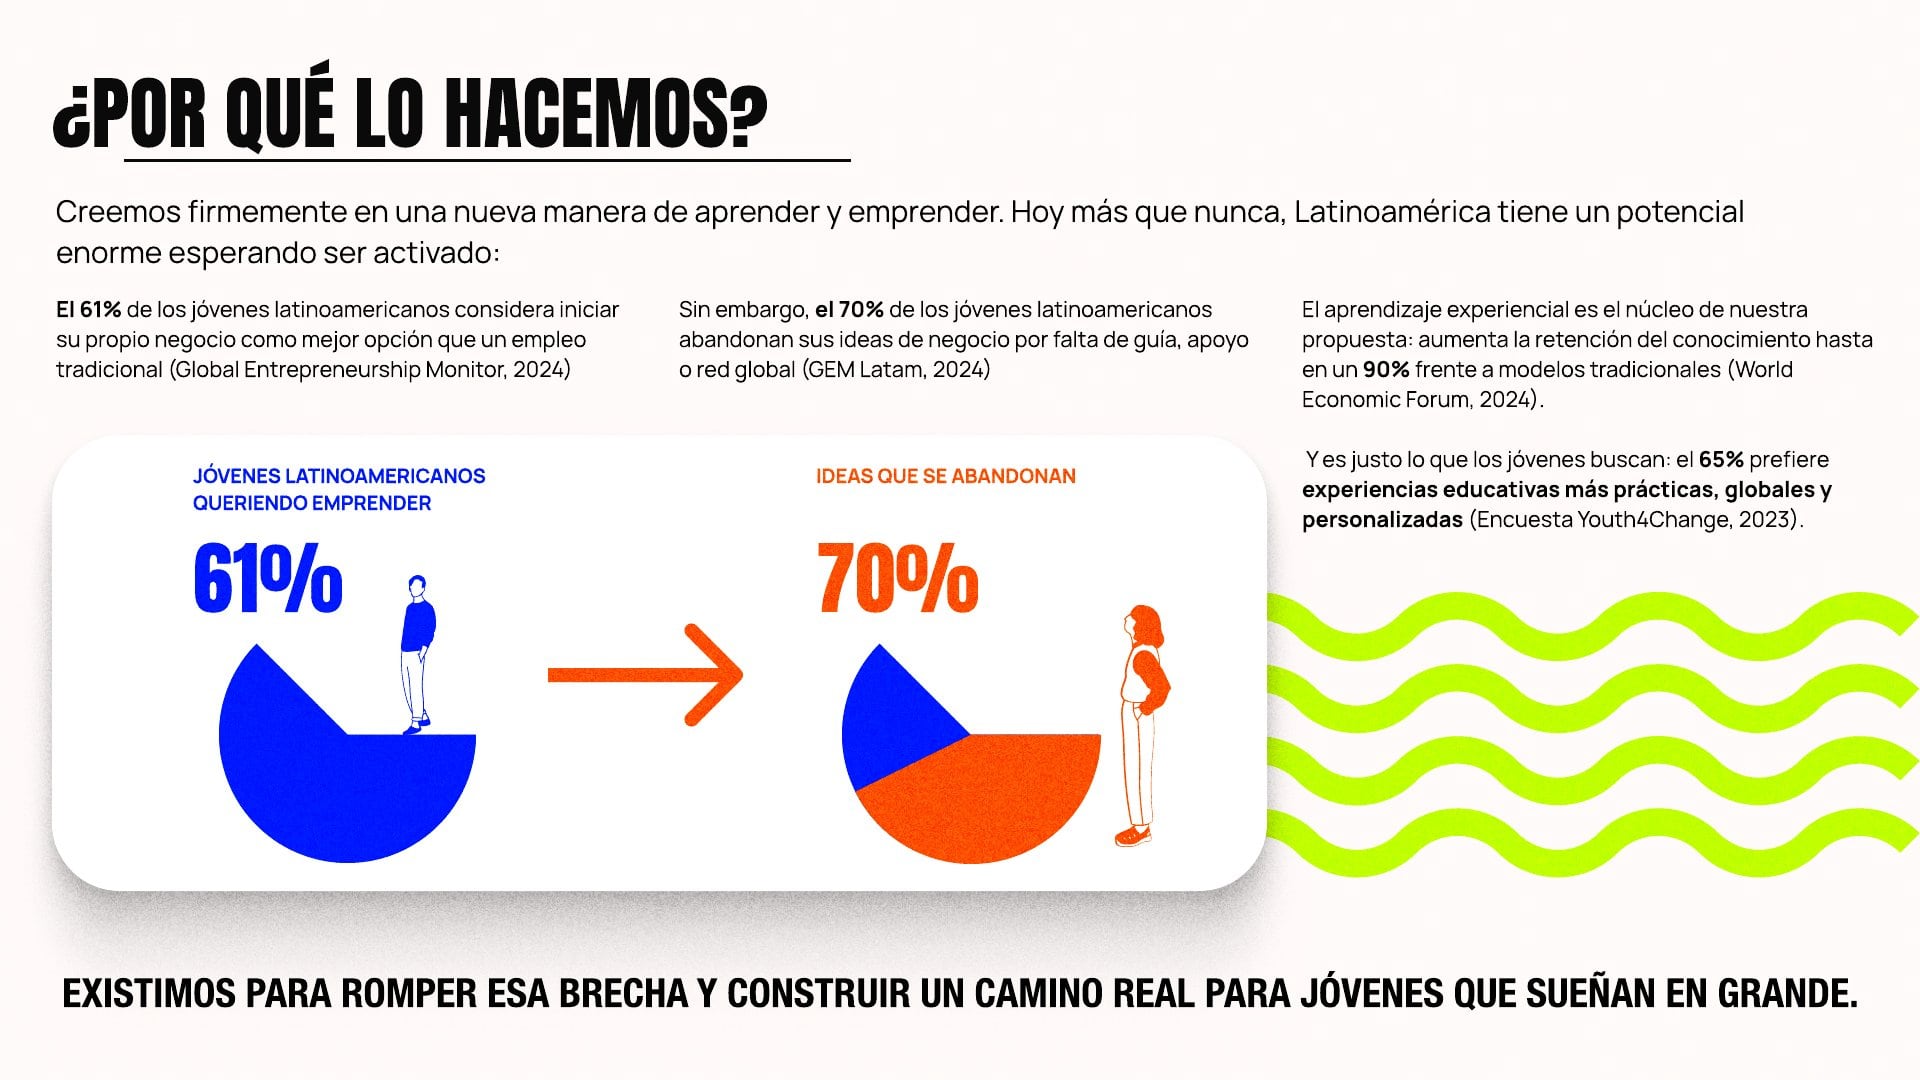 ¿POR QUÉ LO HACEMOS?
Creemos firmemente en una nueva manera de aprender y emprender. Hoy más que nunca, Latinoamérica tiene un potencial
enorme esperando ser activado:
El 61% de los jóvenes latinoamericanos considera iniciar
su propio negocio como mejor opción que un empleo
tradicional (Global Entrepreneurship Monitor, 2024)
Sin embargo, el 70% de los jóvenes latinoamericanos
abandonan sus ideas de negocio por falta de guía, apoyo
o red global (GEM Latam, 2024)
El aprendizaje experiencial es el núcleo de nuestra
propuesta: aumenta la retención del conocimiento hasta
en un 90% frente a modelos tradicionales (World
Economic Forum, 2024).
Y es justo lo que los jóvenes buscan: el 65% prefiere
experiencias educativas más prácticas, globales y
personalizadas (Encuesta Youth4Change, 2023).
JÓVENES LATINOAMERICANOS
QUERIENDO EMPRENDER
61%
IDEAS QUE SE ABANDONAN
70%
EXISTIMOS PARA ROMPER ESA BRECHA Y CONSTRUIR UN CAMINO REAL PARA JÓVENES QUE SUEÑAN EN GRANDE.